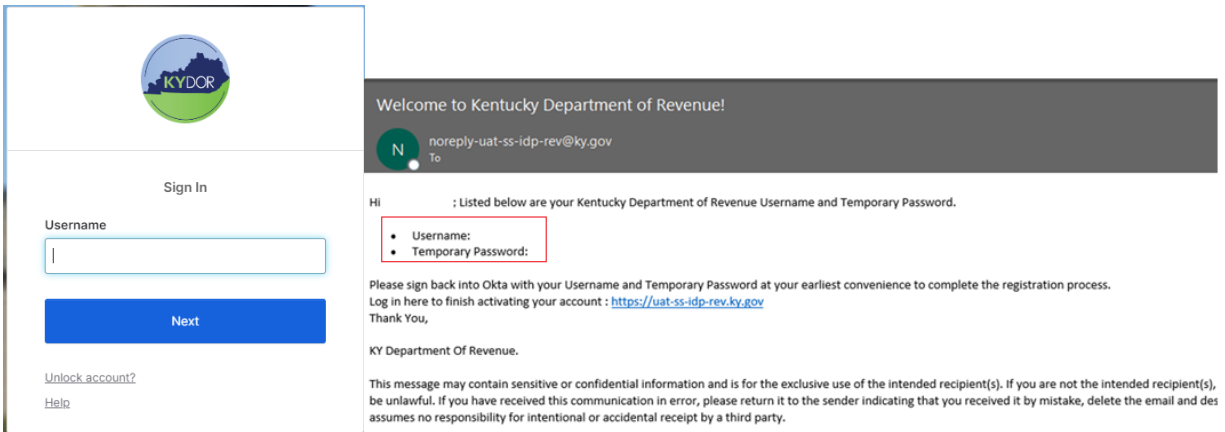 KYDOR
Sign In
Username
Next
Unlock account?
Help
Welcome to Kentucky Department of Revenue!
N
noreply-uat-ss-idp-rev@ky.gov
To
Hi ; Listed below are your Kentucky Department of Revenue Username and Temporary Password.
• Username:
• Temporary Password:
Please sign back into Okta with your Username and Temporary Password at your earliest convenience to complete the registration process.
Log in here to finish activating your account : https://uat-ss-idp-rev.ky.gov
Thank You,
KY Department Of Revenue.
This message may contain sensitive or confidential information and is for the exclusive use of the intended recipient(s). If you are not the intended recipient(s),
be unlawful. If you have received this communication in error, please return it to the sender indicating that you received it by mistake, delete the email and des
assumes no responsibility for intentional or accidental receipt by a third party.